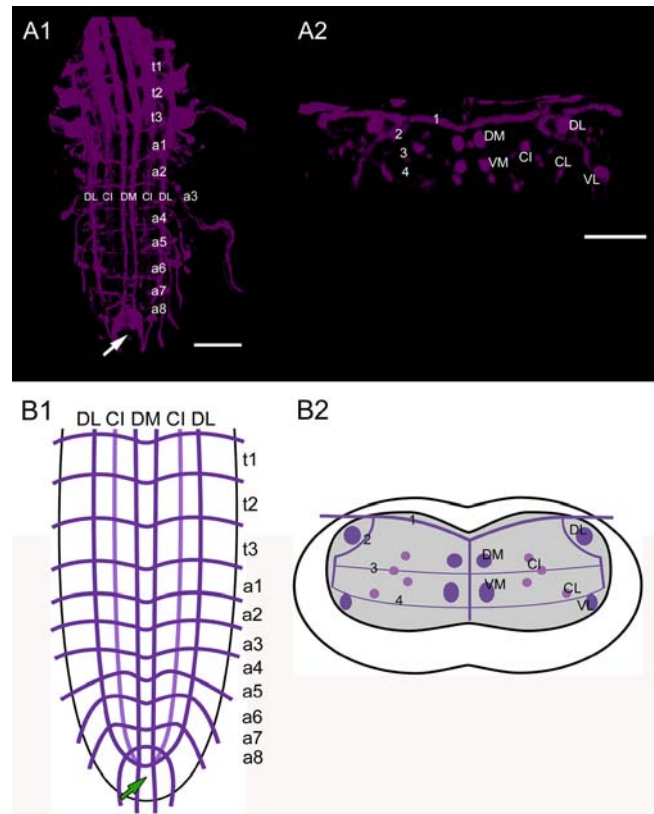 A1
t1
t2
t3
a1
a2
DL CI DM CI DL a3
a4
a5
a6
a7
a8
A2
1
2
3
4
DM
DL
VM
CI
CL
VL
B1
DL CI DM CI DL
t1
t2
t3
a1
a2
a3
a4
a5
a6
a7
a8
B2
1
2
3
4
DL
DM
CI
VM
CL
VL